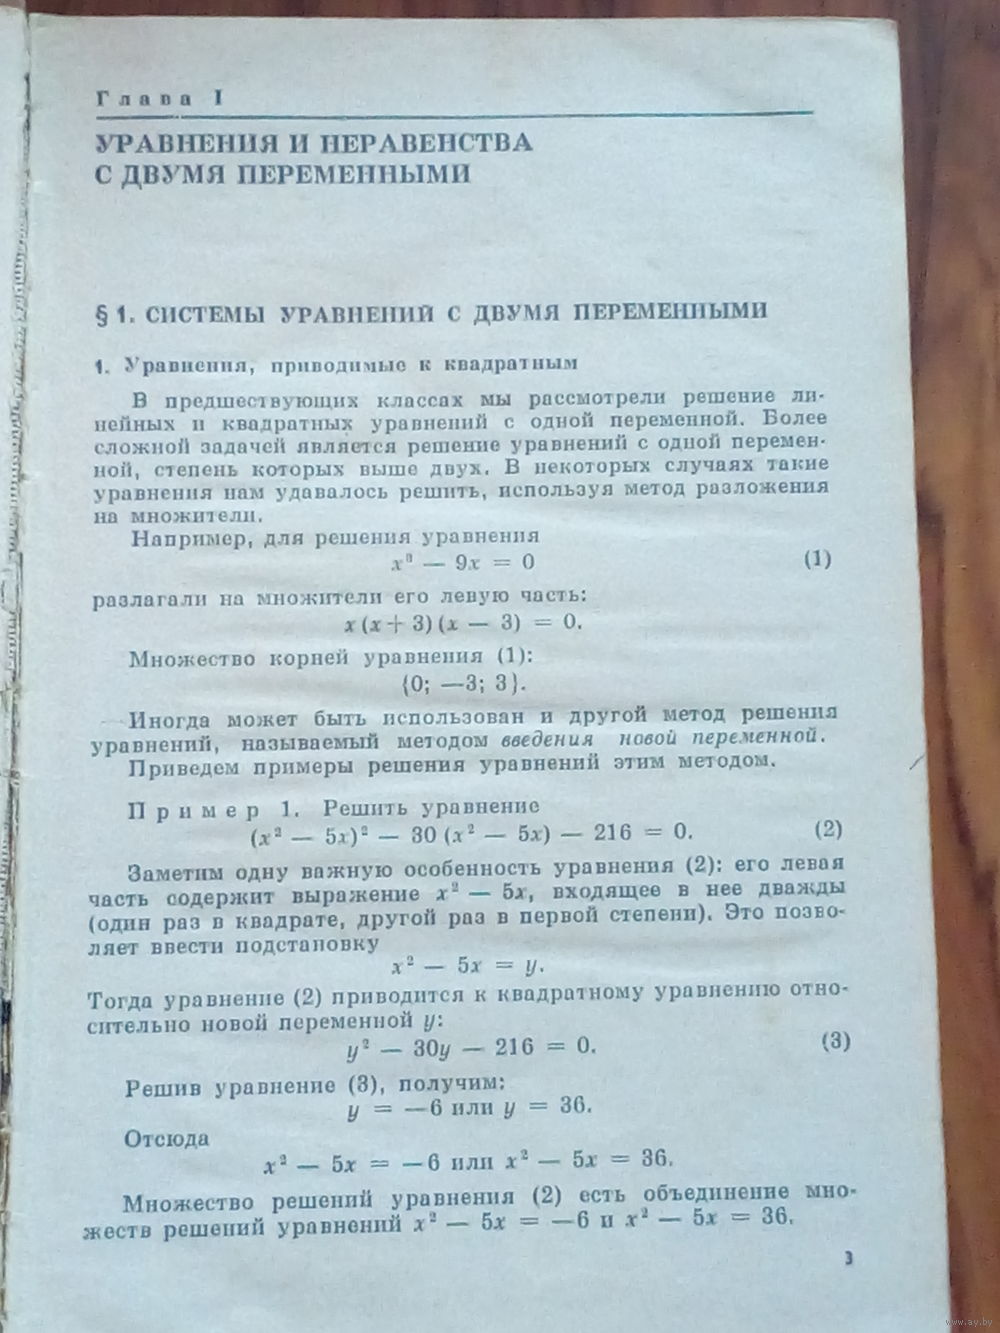 Глава I
УРАВНЕНИЯ И НЕРАВЕНСТВА
С ДВУМЯ ПЕРЕМЕННЫМИ
§ 1. СИСТЕМЫ УРАВНЕНИЙ С ДВУМЯ ПЕРЕМЕННЫМИ
1. Уравнения, приводимые к квадратным
В предшествующих классах мы рассмотрели решение ли-
нейных и квадратных уравнений с одной переменной. Более
сложной задачей является решение уравнений с одной перемен-
ной, степень которых выше двух. В некоторых случаях такие
уравнения нам удавалось решить, используя метод разложения
на множители.
Например, для решения уравнения
x³ — 9x = 0 (1)
разлагали на множители его левую часть:
x (x + 3) (x — 3) = 0.
Множество корней уравнения (1):
{0; —3; 3}.
Иногда может быть использован и другой метод решения
уравнений, называемый методом введения новой переменной.
Приведем примеры решения уравнений этим методом.
Пример 1. Решить уравнение
(x² — 5x)² — 30 (x² — 5x) — 216 = 0. (2)
Заметим одну важную особенность уравнения (2): его левая
часть содержит выражение x² — 5x, входящее в нее дважды
(один раз в квадрате, другой раз в первой степени). Это позво-
ляет ввести подстановку
x² — 5x = y.
Тогда уравнение (2) приводится к квадратному уравнению отно-
сительно новой переменной y:
y² — 30y — 216 = 0. (3)
Решив уравнение (3), получим:
y = —6 или y = 36.
Отсюда
x² — 5x = —6 или x² — 5x = 36.
Множество решений уравнения (2) есть объединение мно-
жеств решений уравнений x² — 5x = —6 и x² — 5x = 36.
3
www.ay.by